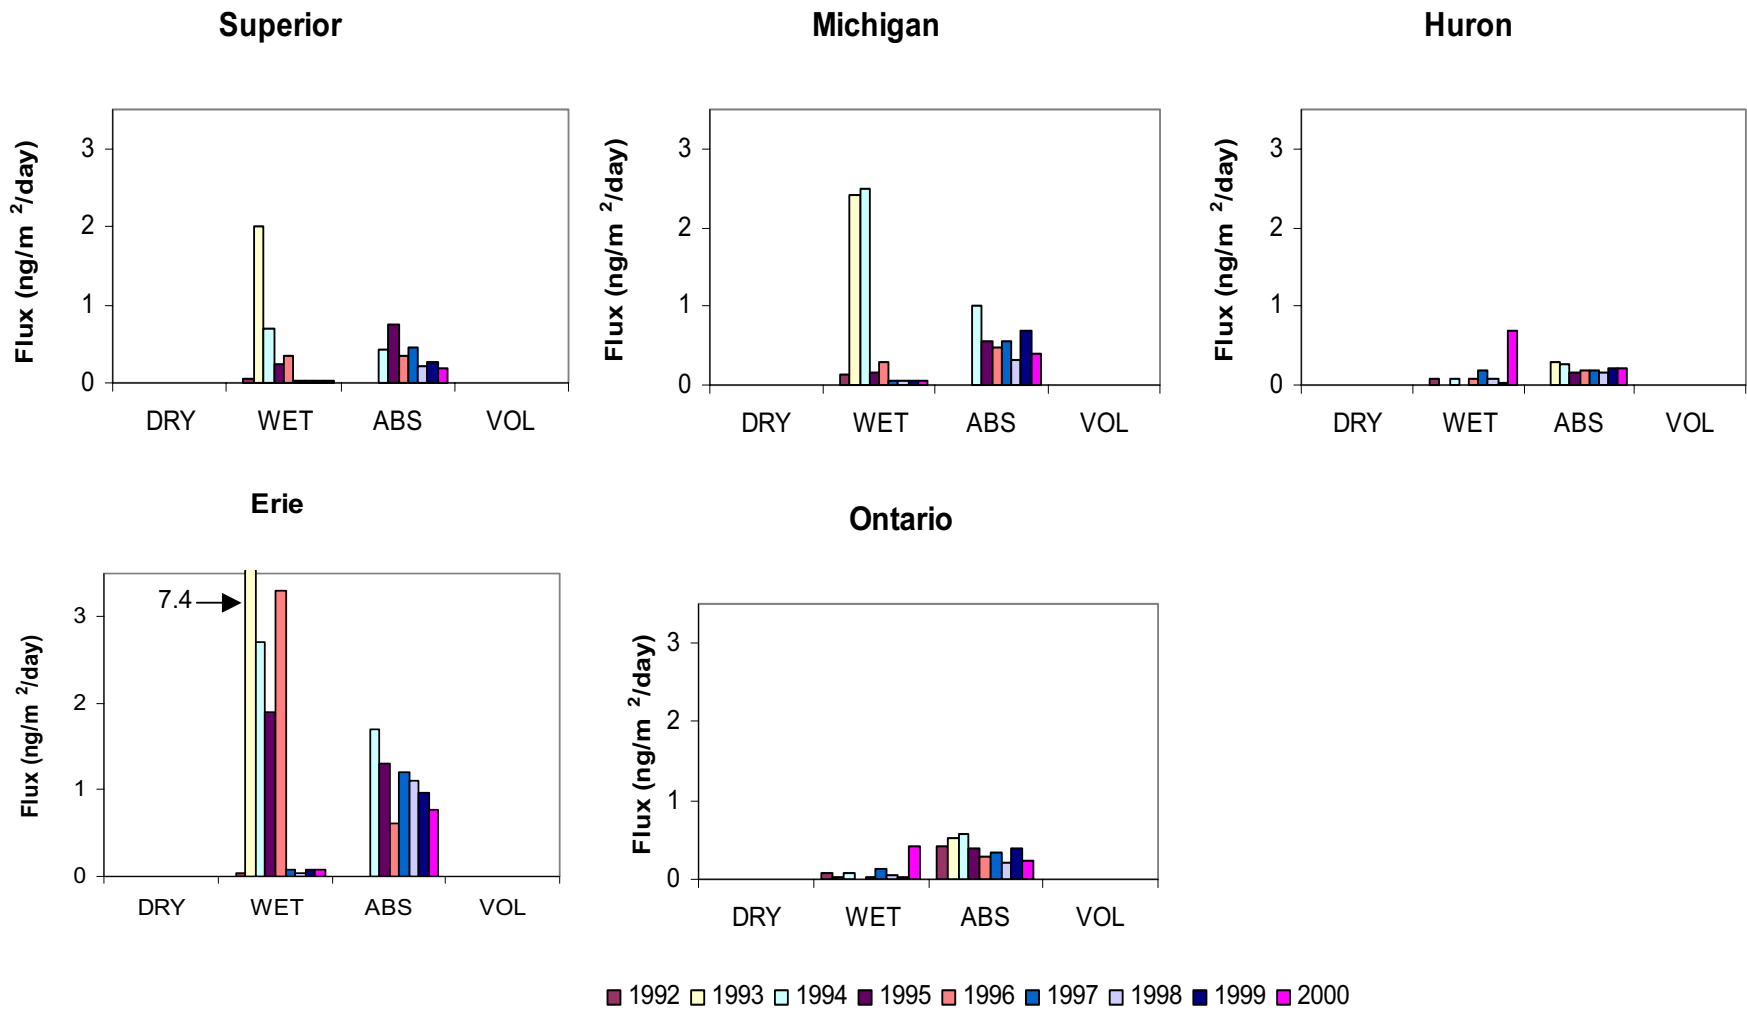 Superior
Michigan
Huron
Flux (ng/m ²/day)
3
2
1
0
DRY WET ABS VOL
Flux (ng/m ²/day)
3
2
1
0
DRY WET ABS VOL
Flux (ng/m ²/day)
3
2
1
0
DRY WET ABS VOL
Erie
Flux (ng/m ²/day)
3
2
1
0
7.4
DRY WET ABS VOL
Ontario
Flux (ng/m ²/day)
3
2
1
0
DRY WET ABS VOL
1992 1993 1994 1995 1996 1997 1998 1999 2000